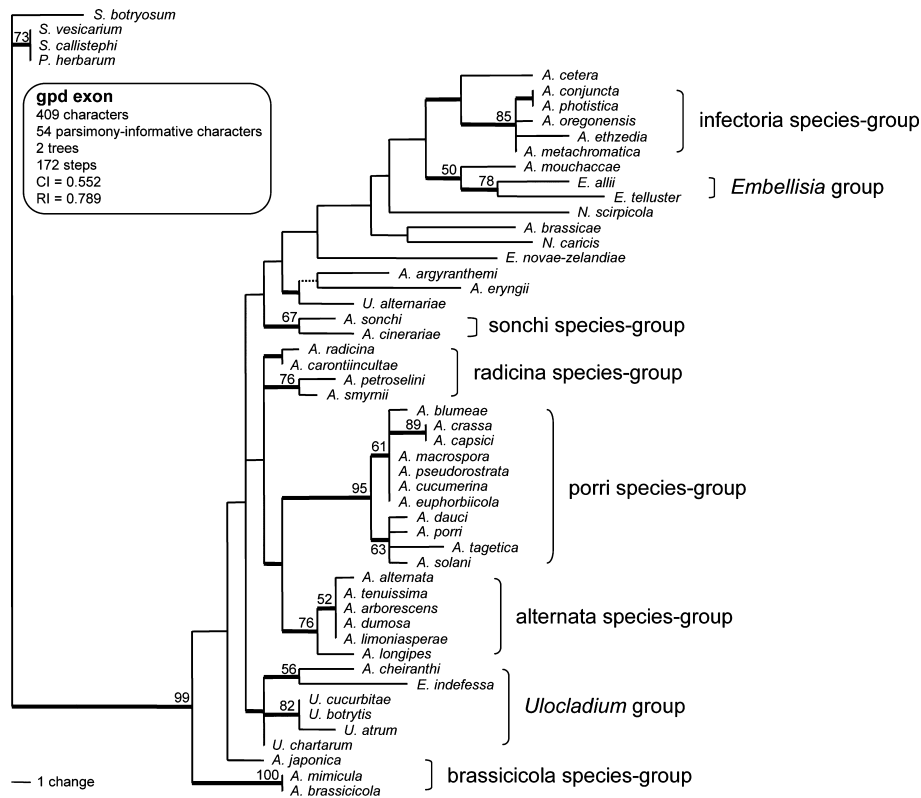 S. botryosum
73
S. vesicarium
S. callistephi
P. herbarum
gpd exon
409 characters
54 parsimony-informative characters
2 trees
172 steps
CI = 0.552
RI = 0.789
A. cetera
A. conjuncta
A. photistica
85
A. oregonensis
A. ethzedia
A. metachromatica
infectoria species-group
50
A. mouchaccae
78
E. allii
E. telluster
Embellisia group
N. scirpicola
A. brassicae
N. caricis
E. novae-zelandiae
A. argyranthemi
A. eryngii
U. alternariae
67
A. sonchi
A. cinerariae
sonchi species-group
A. radicina
A. carontiincultae
76
A. petroselini
A. smyrnii
radicina species-group
A. blumeae
89
A. crassa
A. capsici
61
A. macrospora
A. pseudorostrata
95
A. cucumerina
A. euphorbiicola
A. dauci
A. porri
63
A. tagetica
A. solani
porri species-group
A. alternata
52
A. tenuissima
A. arborescens
76
A. dumosa
A. limoniasperae
A. longipes
alternata species-group
56
A. cheiranthi
E. indefessa
82
U. cucurbitae
U. botrytis
U. atrum
U. chartarum
Ulocladium group
99
A. japonica
100
A. mimicula
A. brassicicola
brassicicola species-group
1 change